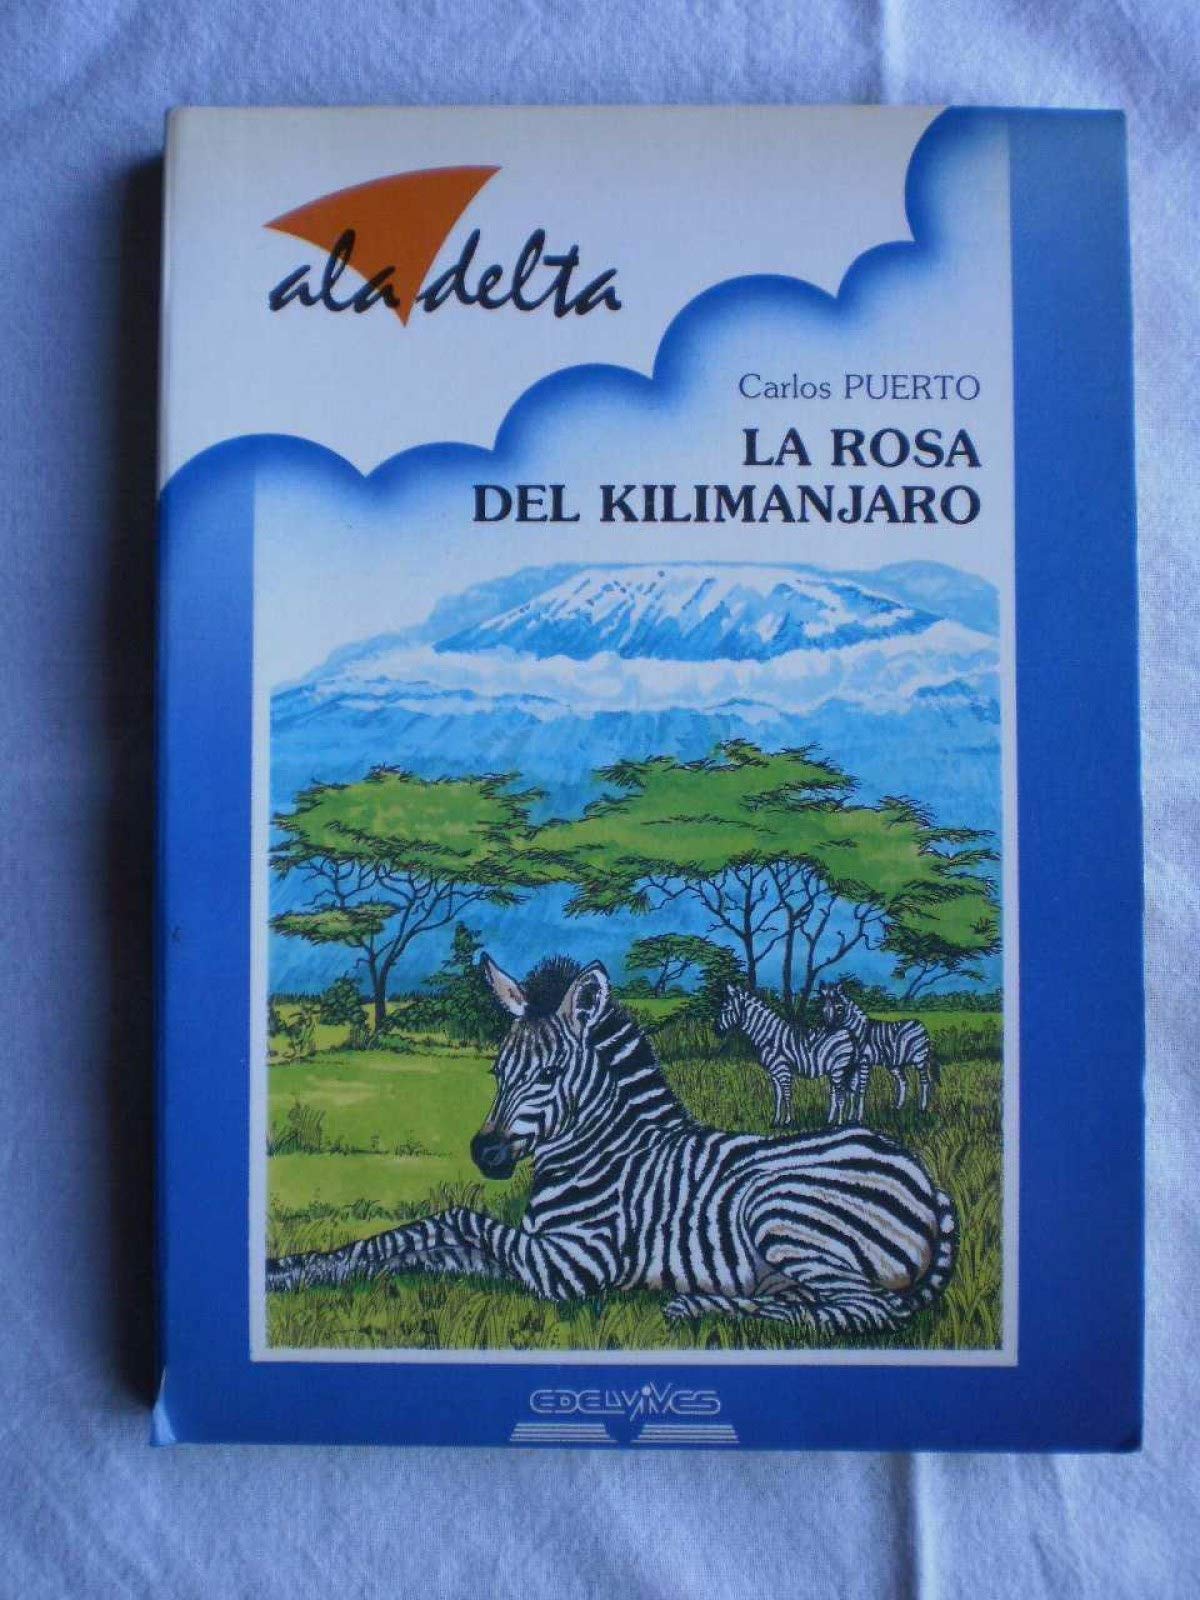 ala delta
Carlos PUERTO
LA ROSA
DEL KILIMANJARO
EDELVIVES